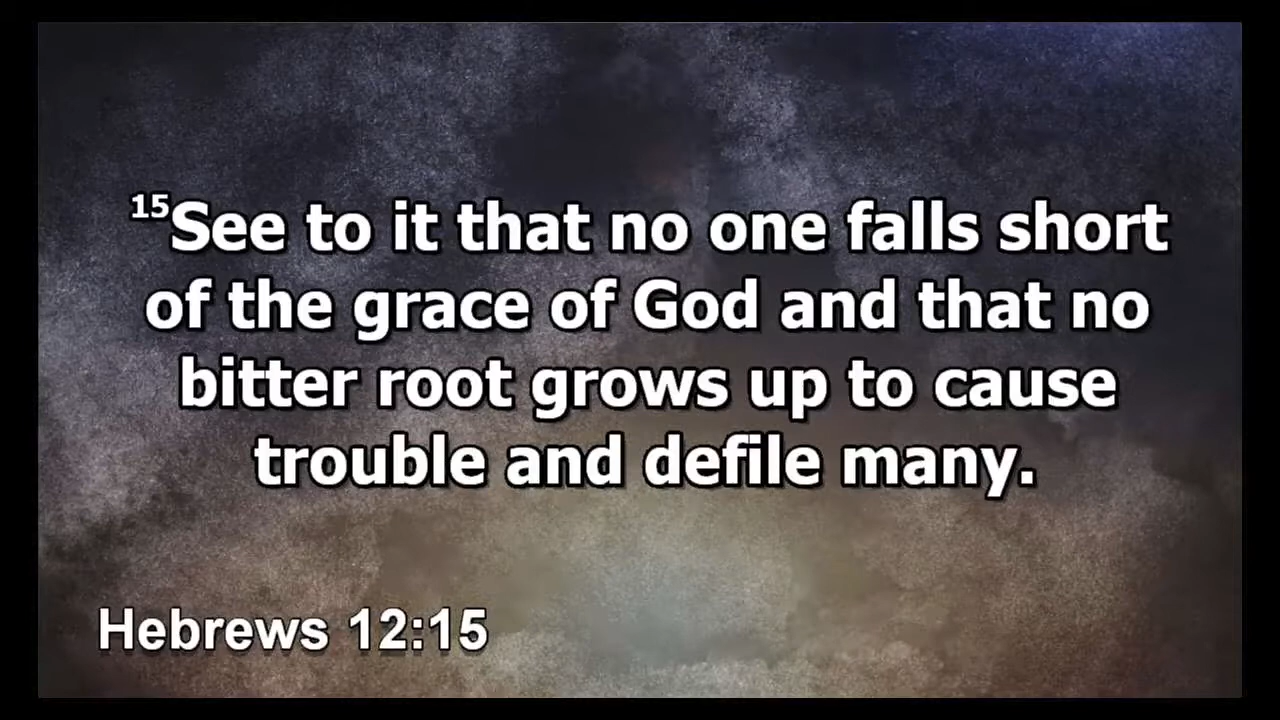 15See to it that no one falls short
of the grace of God and that no
bitter root grows up to cause
trouble and defile many.
Hebrews 12:15